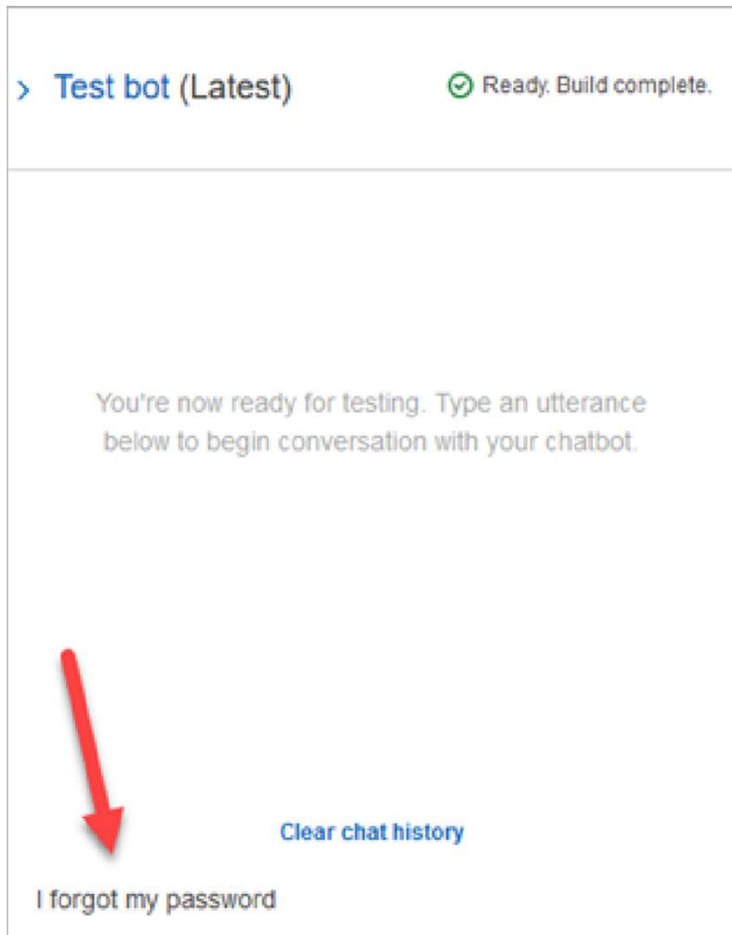 Test bot (Latest)
Ready. Build complete.
You're now ready for testing. Type an utterance
below to begin conversation with your chatbot.
Clear chat history
I forgot my password